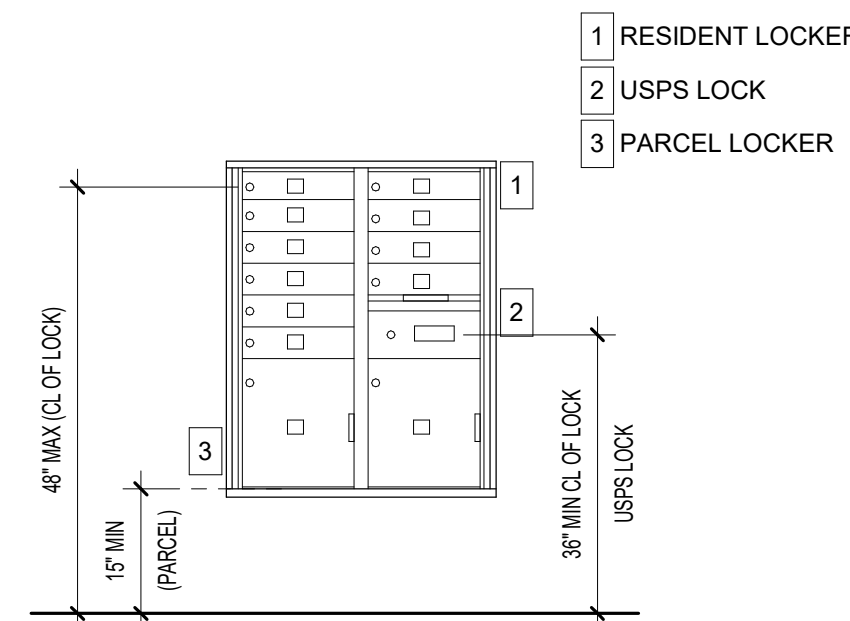 1 RESIDENT LOCKER
2 USPS LOCK
3 PARCEL LOCKER
1
2
3
48" MAX (CL OF LOCK)
15" MIN
(PARCEL)
36" MIN CL OF LOCK
USPS LOCK